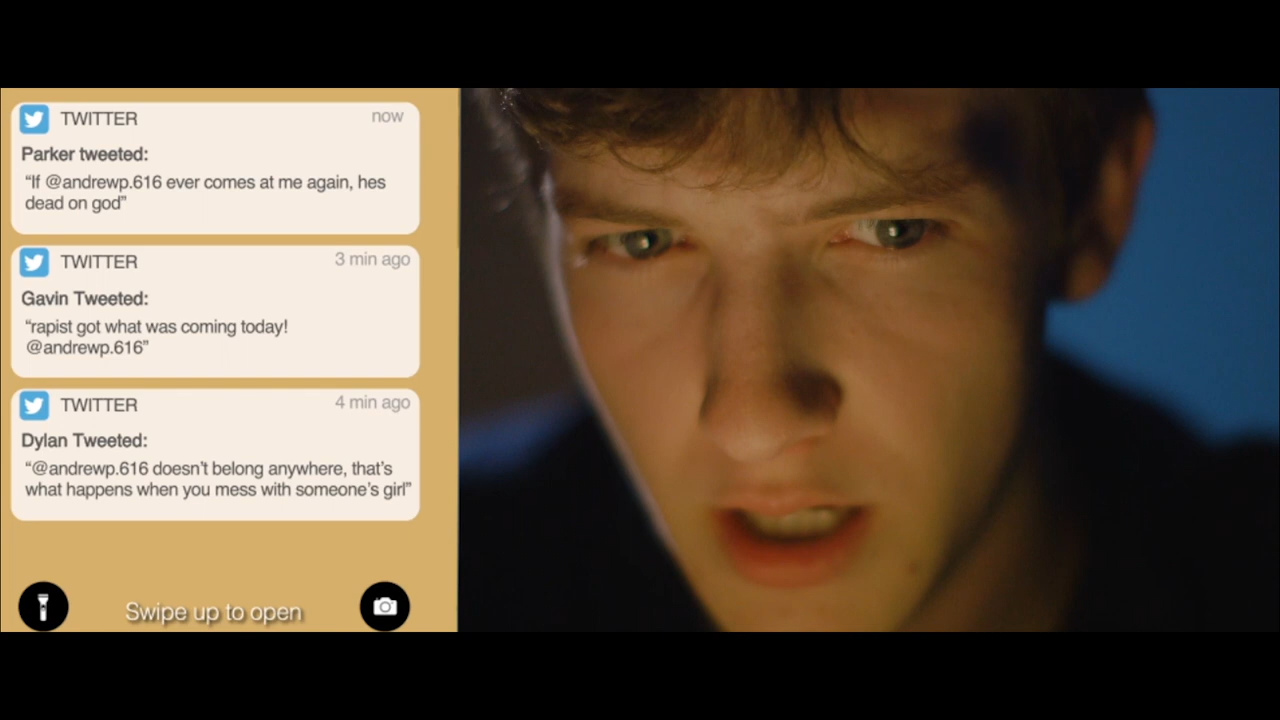 TWITTER
now
Parker tweeted:
“If @andrewp.616 ever comes at me again, hes
dead on god”
TWITTER
3 min ago
Gavin Tweeted:
“rapist got what was coming today!
@andrewp.616”
TWITTER
4 min ago
Dylan Tweeted:
“@andrewp.616 doesn’t belong anywhere, that’s
what happens when you mess with someone’s girl”
Swipe up to open